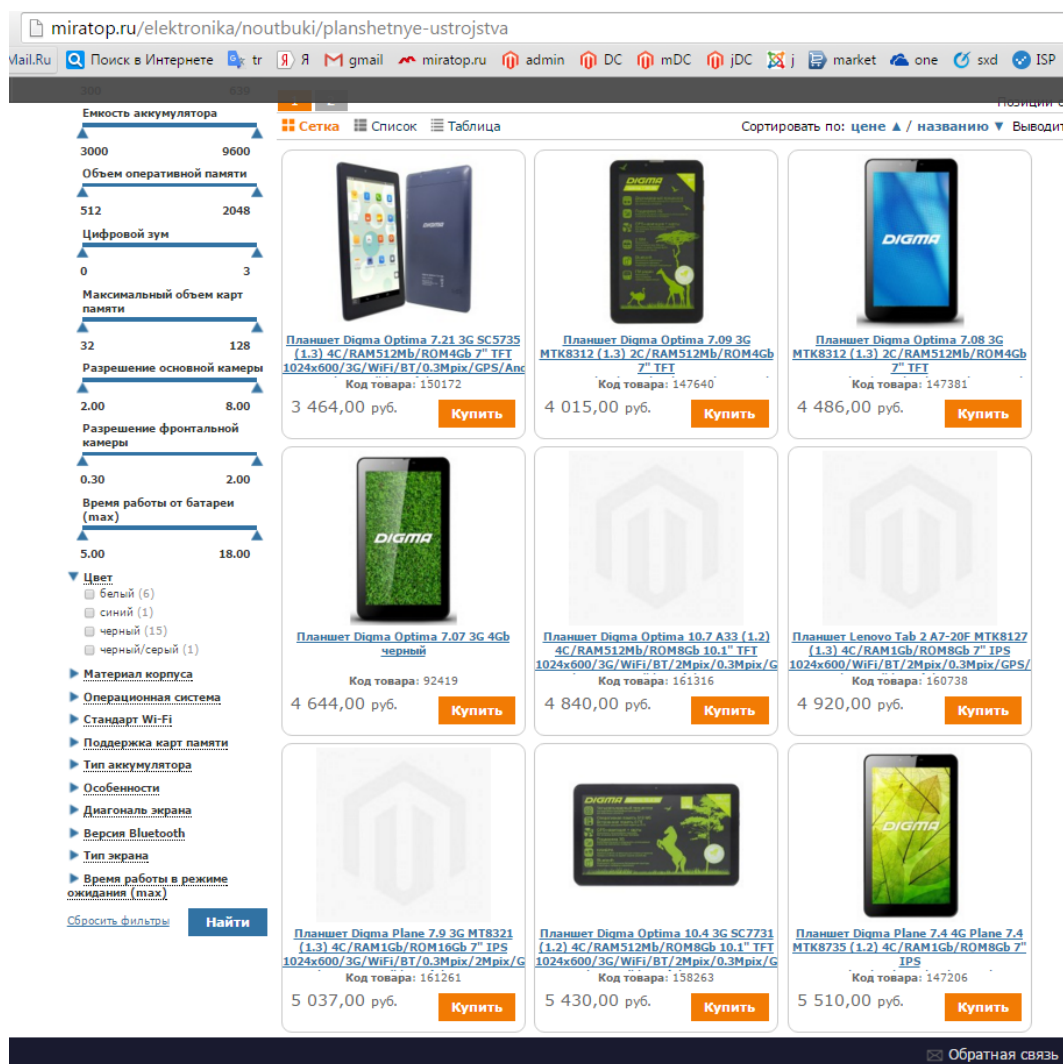 miratop.ru/elektronika/noutbuki/planshetnye-ustrojstva
Mail.Ru Поиск в Интернете tr Я gmail miratop.ru admin DC mDC jDC j market one sxd ISP
300 639
1 2
Емкость аккумулятора
3000 9600
Объем оперативной памяти
512 2048
Цифровой зум
0 3
Максимальный объем карт
памяти
32 128
Разрешение основной камеры
2.00 8.00
Разрешение фронтальной
камеры
0.30 2.00
Время работы от батареи
(max)
5.00 18.00
Цвет
белый (6)
синий (1)
черный (15)
черный/серый (1)
Материал корпуса
Операционная система
Стандарт Wi-Fi
Поддержка карт памяти
Тип аккумулятора
Особенности
Диагональ экрана
Версия Bluetooth
Тип экрана
Время работы в режиме
ожидания (max)
Сбросить фильтры Найти
Сетка Список Таблица Сортировать по: цене ▲ / названию ▼ Выводит
DIGMA
Планшет Digma Optima 7.21 3G SC5735
(1.3) 4C/RAM512Mb/ROM4Gb 7" TFT
1024x600/3G/WiFi/BT/0.3Mpix/GPS/And
Код товара: 150172
3 464,00 руб. Купить
DIGMA
Планшет Digma Optima 7.09 3G
MTK8312 (1.3) 2C/RAM512Mb/ROM4Gb
7" TFT
Код товара: 147640
4 015,00 руб. Купить
DIGMA
Планшет Digma Optima 7.08 3G
MTK8312 (1.3) 2C/RAM512Mb/ROM4Gb
7" TFT
Код товара: 147381
4 486,00 руб. Купить
DIGMA
Планшет Digma Optima 7.07 3G 4Gb
черный
Код товара: 92419
4 644,00 руб. Купить
Планшет Digma Optima 10.7 A33 (1.2)
4C/RAM512Mb/ROM8Gb 10.1" TFT
1024x600/3G/WiFi/BT/2Mpix/0.3Mpix/G
Код товара: 161316
4 840,00 руб. Купить
Планшет Lenovo Tab 2 A7-20F MTK8127
(1.3) 4C/RAM1Gb/ROM8Gb 7" IPS
1024x600/WiFi/BT/2Mpix/0.3Mpix/GPS/
Код товара: 160738
4 920,00 руб. Купить
Планшет Digma Plane 7.9 3G MT8321
(1.3) 4C/RAM1Gb/ROM16Gb 7" IPS
1024x600/3G/WiFi/BT/0.3Mpix/2Mpix/G
Код товара: 161261
5 037,00 руб. Купить
DIGMA
Планшет Digma Optima 10.4 3G SC7731
(1.2) 4C/RAM512Mb/ROM8Gb 10.1" TFT
1024x600/3G/WiFi/BT/2Mpix/0.3Mpix/G
Код товара: 158263
5 430,00 руб. Купить
DIGMA
Планшет Digma Plane 7.4 4G Plane 7.4
MTK8735 (1.2) 4C/RAM1Gb/ROM8Gb 7"
IPS
Код товара: 147206
5 510,00 руб. Купить
Обратная связь